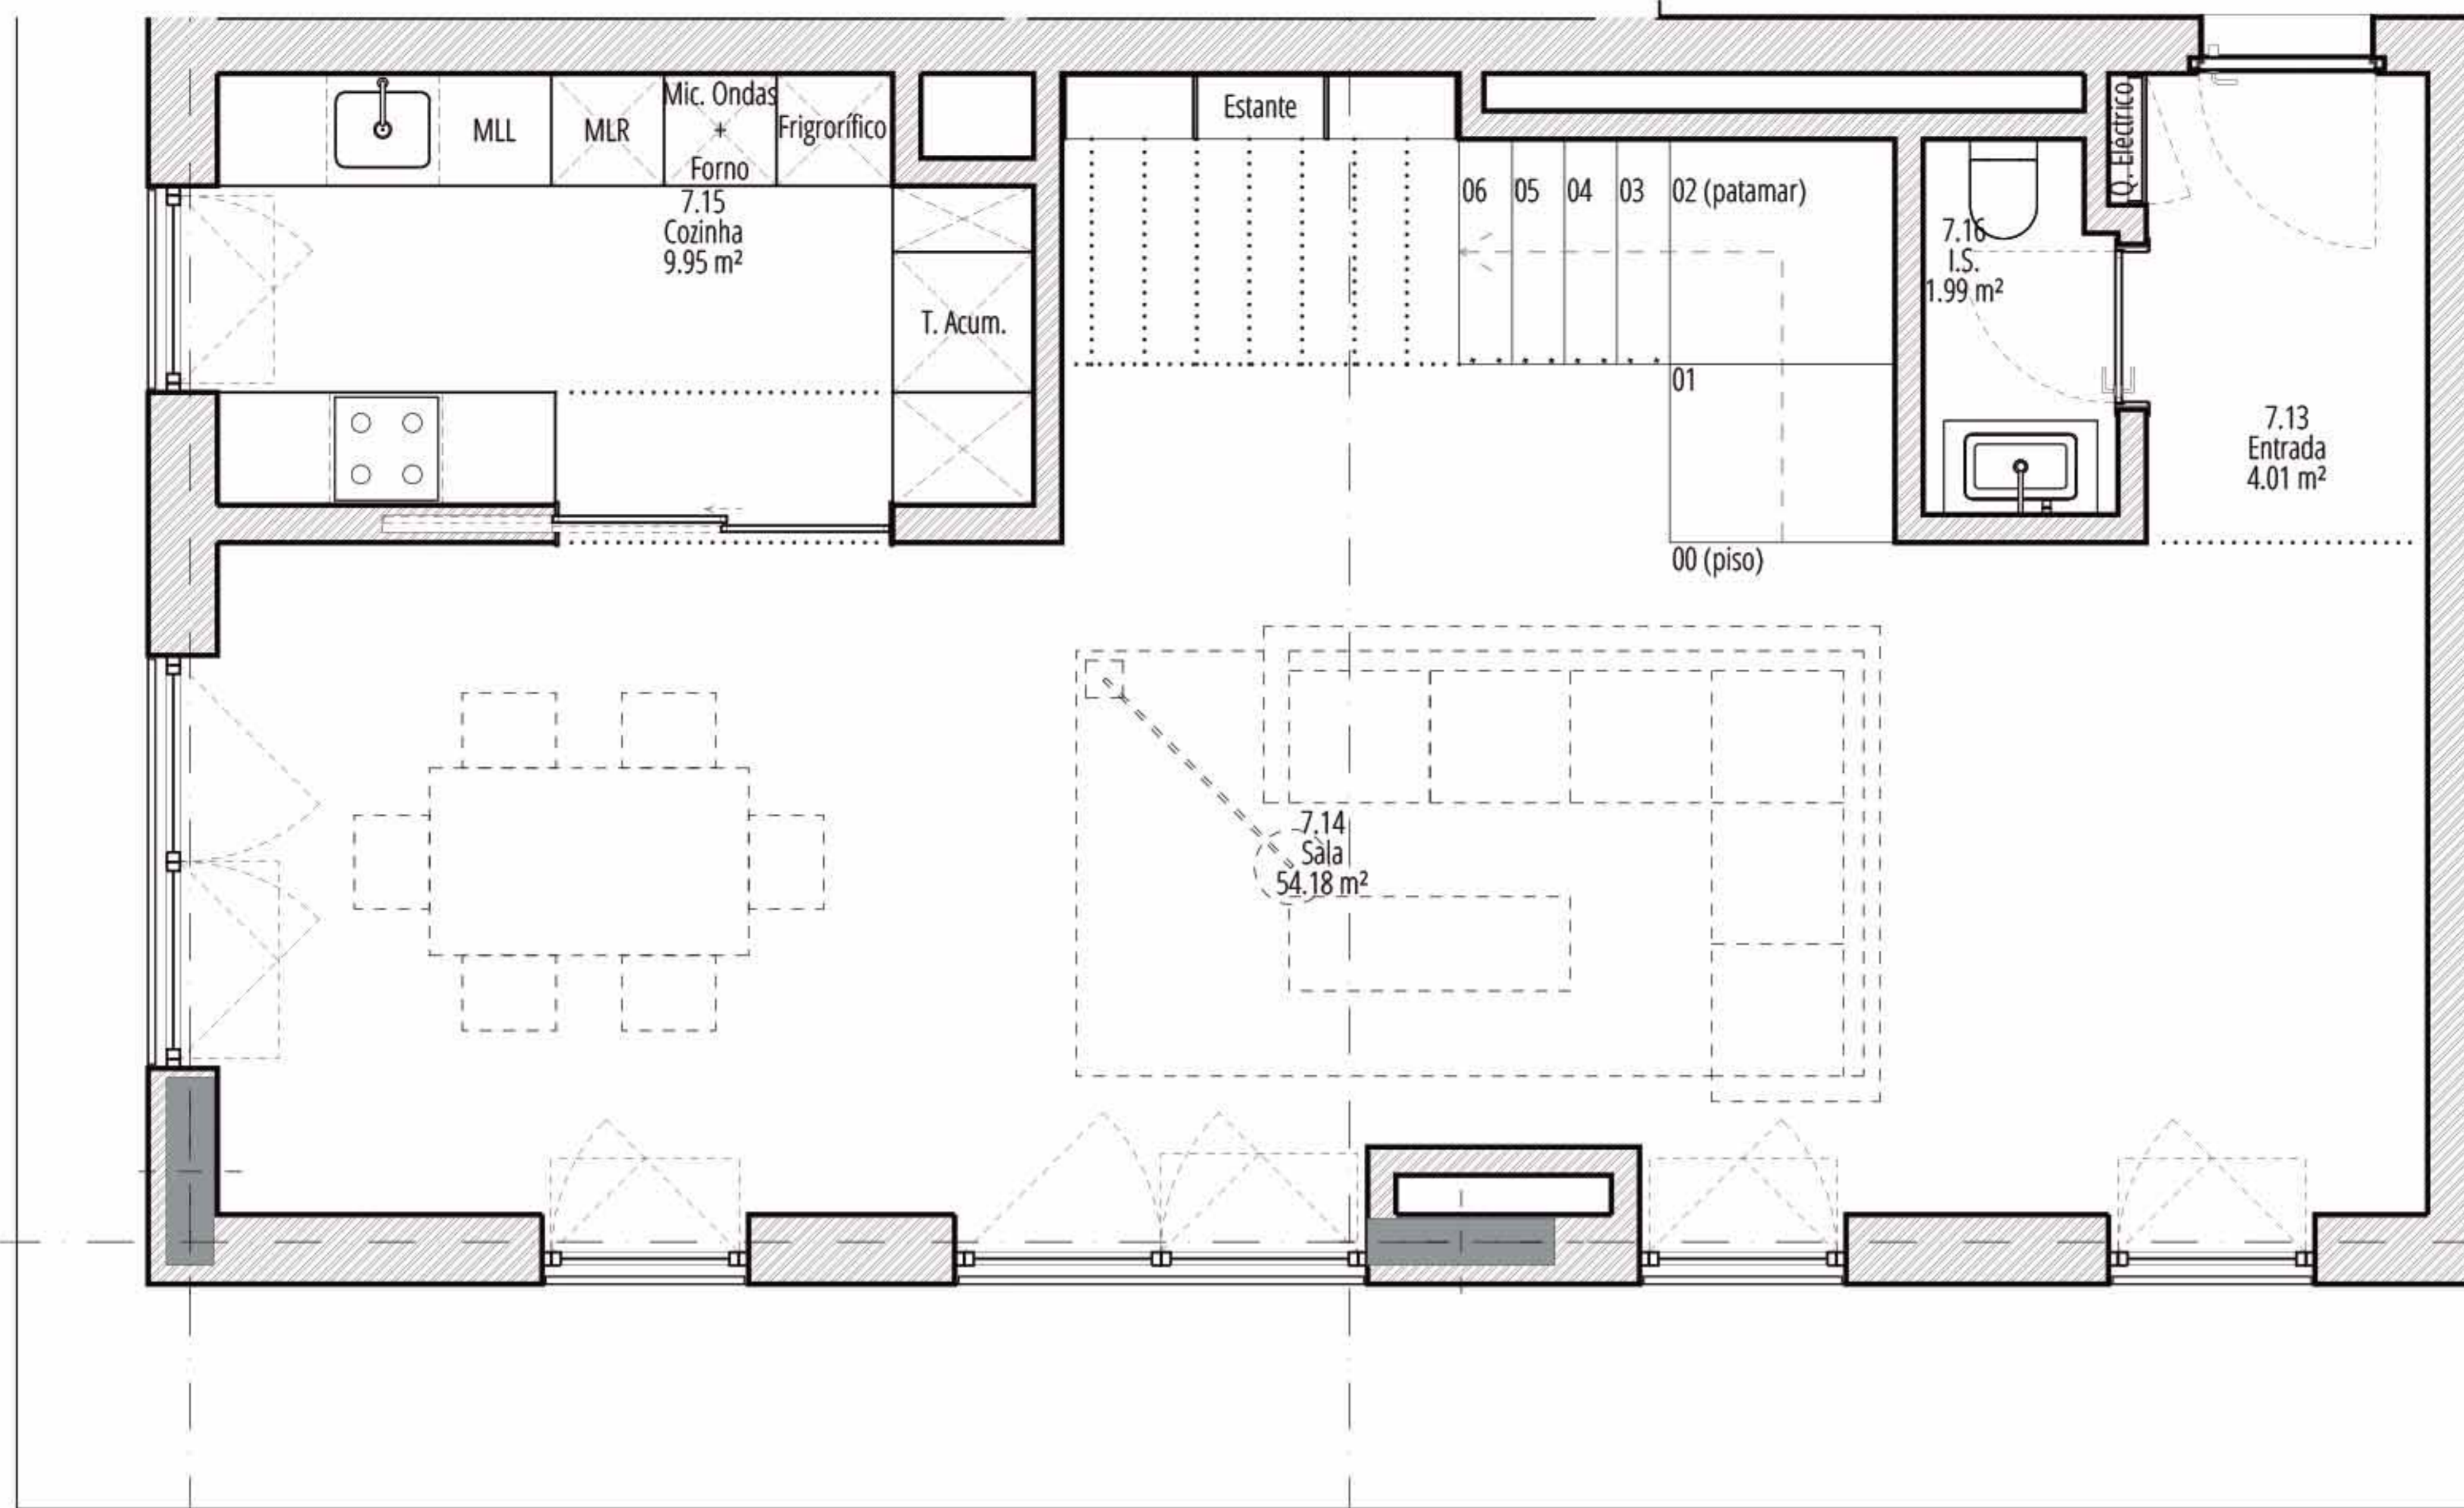 MLL
MLR
Mic. Ondas
+
Forno
Frigrorífico
7.15
Cozinha
9.95 m²
T. Acum.
Estante
06
05
04
03
02 (patamar)
01
00 (piso)
Q. Eléctrico
7.16
I.S.
1.99 m²
7.13
Entrada
4.01 m²
7.14
Sala
54.18 m²